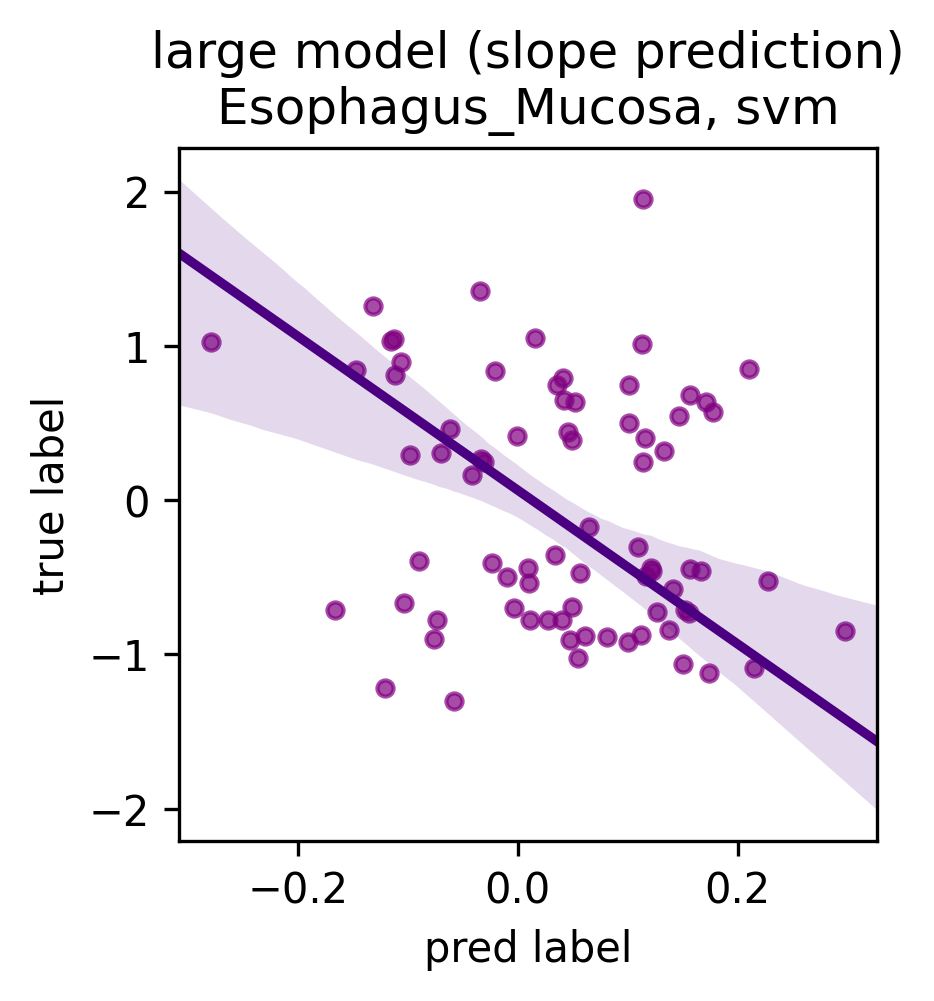 large model (slope prediction)
Esophagus_Mucosa, svm
2
1
0
−1
−2
true label
−0.2
0.0
0.2
pred label